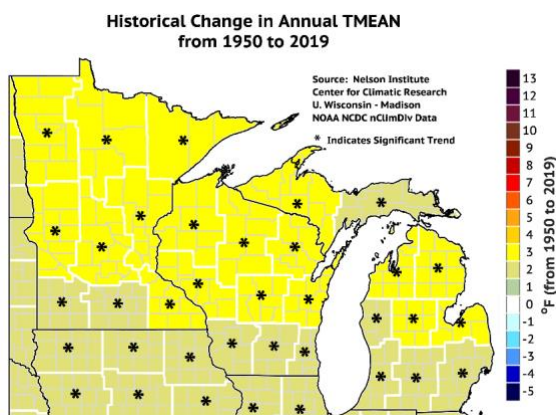 Historical Change in Annual TMEAN
from 1950 to 2019
Source: Nelson Institute
Center for Climatic Research
U. Wisconsin - Madison
NOAA NCDC nClimDiv Data
* Indicates Significant Trend
13
12
11
10
9
8
7
6
5
4
3
2
1
0
-1
-2
-3
-4
-5
°F (from 1950 to 2019)